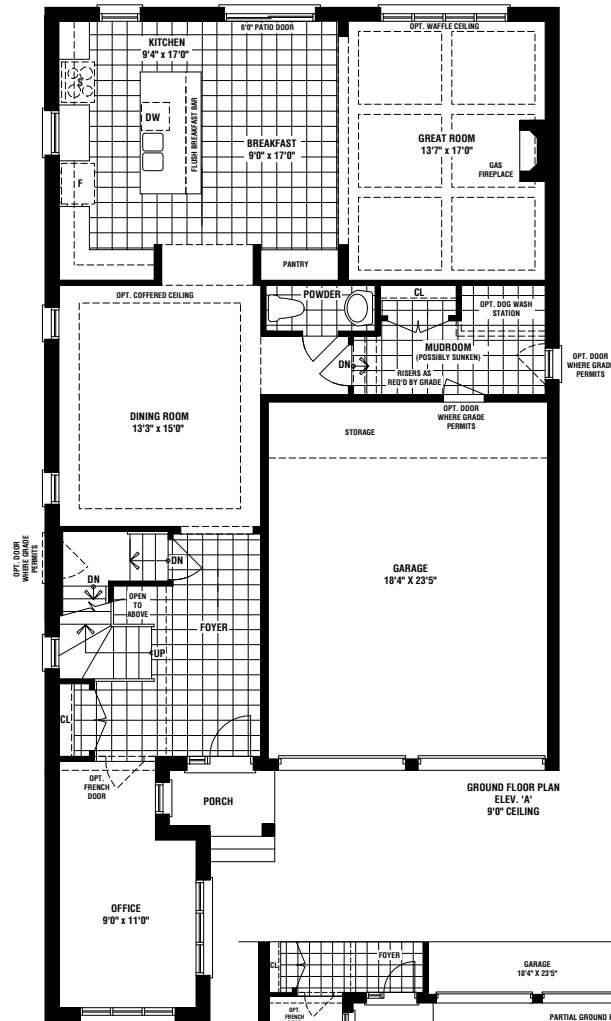 KITCHEN
9'4" x 17'0"
6'0" PATIO DOOR
OPT. WAFFLE CEILING
DW
FLUSH BREAKFAST BAR
BREAKFAST
9'0" x 17'0"
GREAT ROOM
13'7" x 17'0"
GAS
FIREPLACE
F
PANTRY
OPT. COFFERED CEILING
POWDER
CL
OPT. DOG WASH
STATION
MUDROOM
(POSSIBLY SUNKEN)
DN
RISERS AS
REQ'D BY GRADE
OPT. DOOR
WHERE GRADE
PERMITS
OPT. DOOR
WHERE GRADE
PERMITS
DINING ROOM
13'3" x 15'0"
STORAGE
GARAGE
18'4" X 23'5"
OPT. DOOR
WHERE GRADE
PERMITS
DN
DN
OPEN
TO
ABOVE
FOYER
UP
CL
OPT.
FRENCH
DOOR
PORCH
GROUND FLOOR PLAN
ELEV. 'A'
9'0" CEILING
OFFICE
9'0" x 11'0"
FOYER
CL
GARAGE
18'4" X 23'5"
OPT.
FRENCH
PARTIAL GROUND